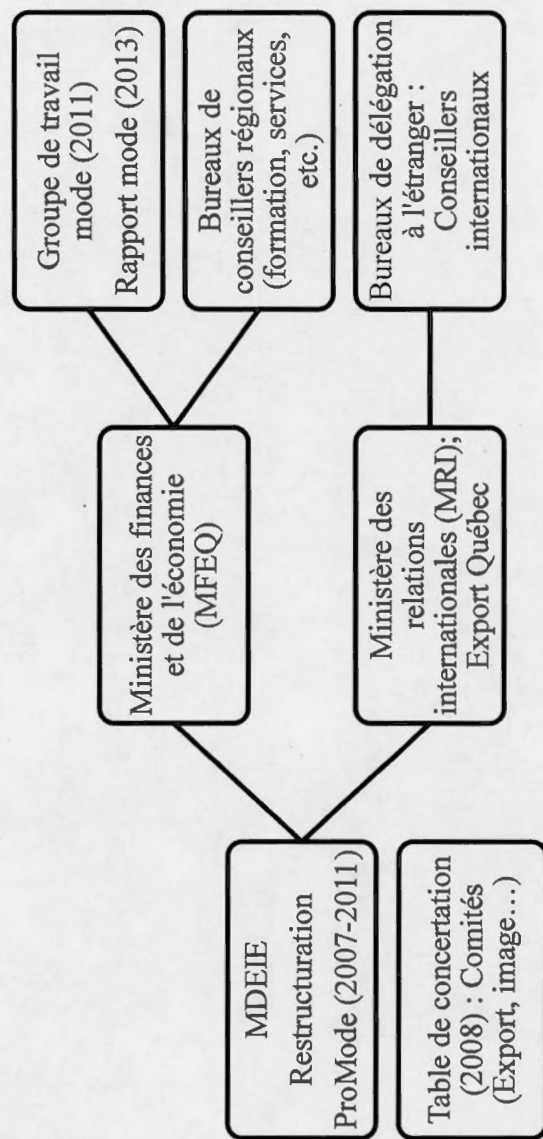 MDEIE
Restructuration
ProMode (2007-2011)
Table de concertation
(2008) : Comités
(Export, image...)
Ministère des finances
et de l'économie
(MFEQ)
Ministère des
relations
internationales (MRI);
Export Québec
Groupe de travail
mode (2011)
Rapport mode (2013)
Bureaux de
conseillers régionaux
(formation, services,
etc.)
Bureaux de délégation
à l'étranger :
Conseillers
internationaux